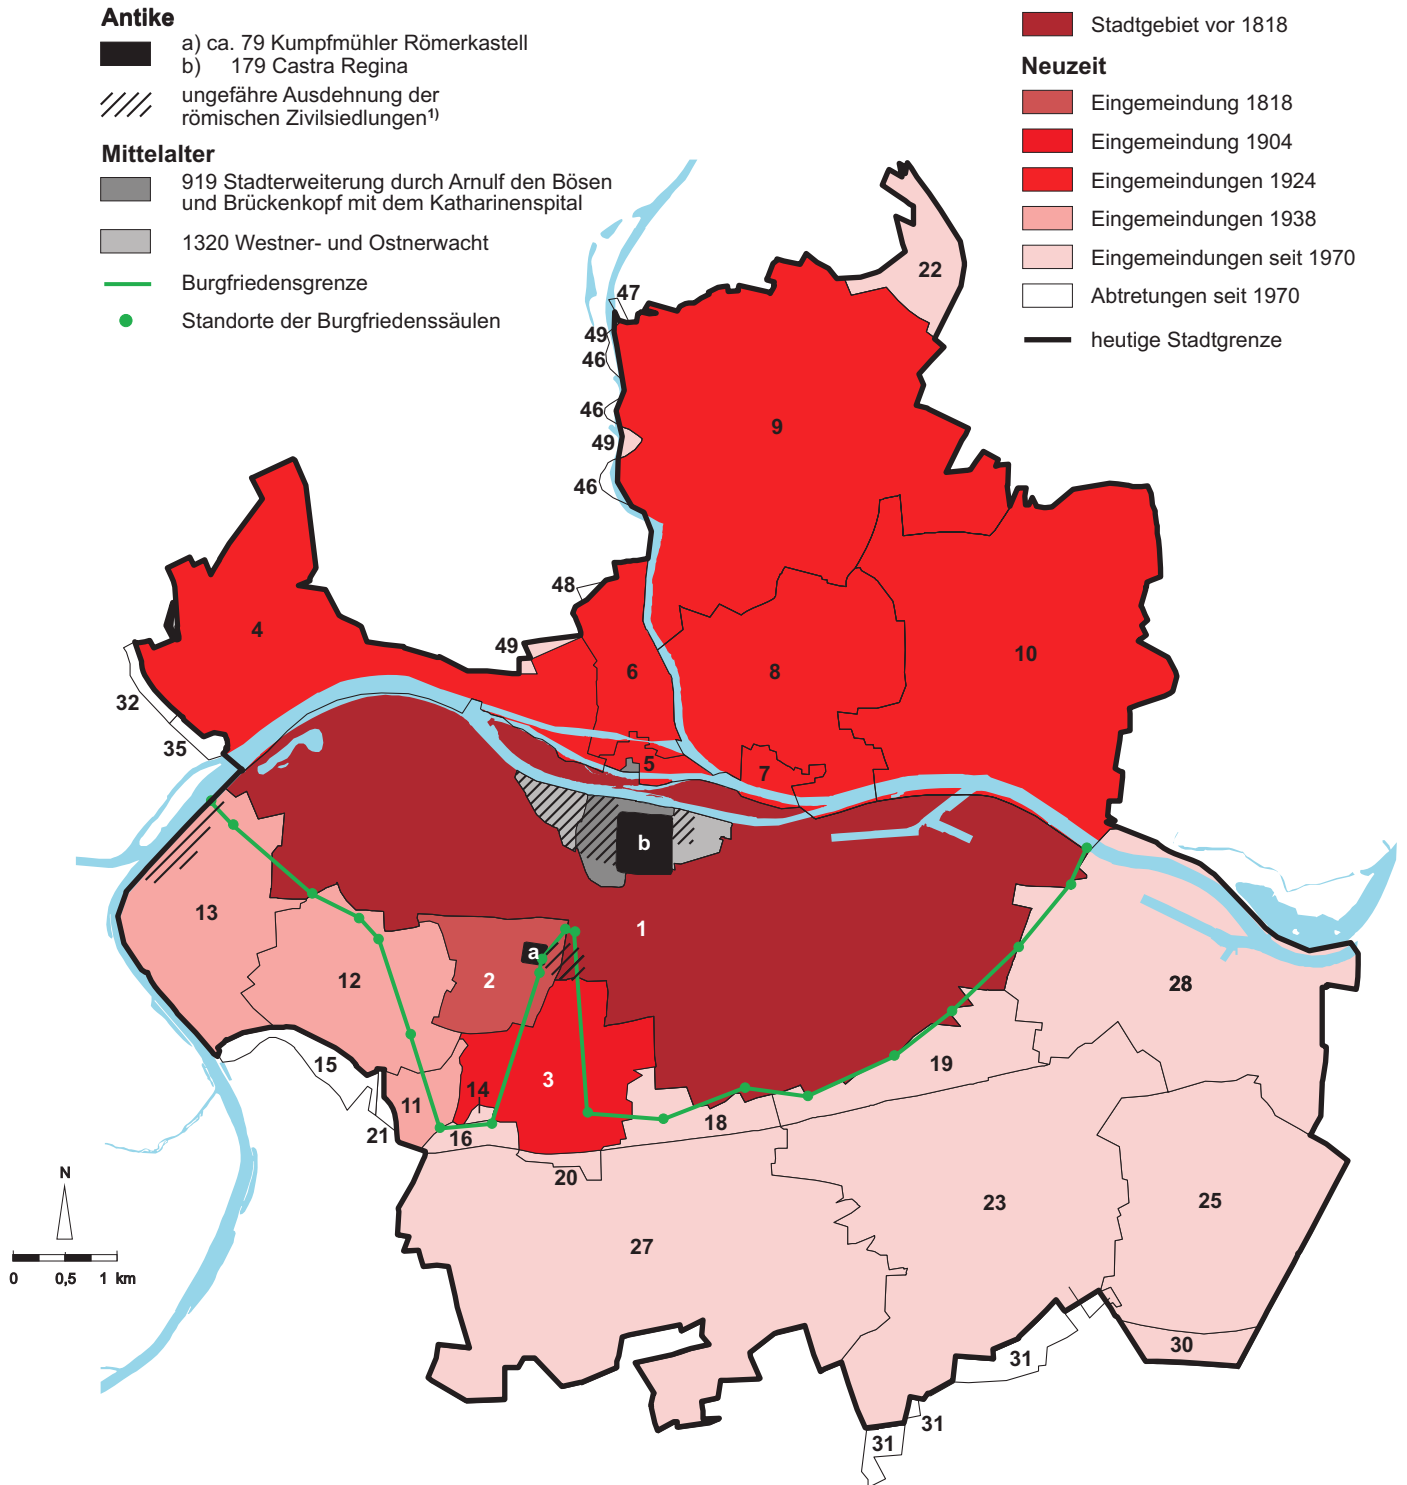 Antike
a) ca. 79 Kumpfmühler Römerkastell
b) 179 Castra Regina
ungefähre Ausdehnung der
römischen Zivilsiedlungen¹⁾
Mittelalter
919 Stadterweiterung durch Arnulf den Bösen
und Brückenkopf mit dem Katharinenspital
1320 Westner- und Ostnerwacht
Burgfriedensgrenze
Standorte der Burgfriedenssäulen
Stadtgebiet vor 1818
Neuzeit
Eingemeindung 1818
Eingemeindung 1904
Eingemeindungen 1924
Eingemeindungen 1938
Eingemeindungen seit 1970
Abtretungen seit 1970
heutige Stadtgrenze
22
47
49
46
46
9
49
46
48
4
49
6
8
10
32
35
5
7
b
13
1
a
12
2
28
15
19
3
14
11
18
21
16
20
N
23
25
27
0 0,5 1 km
30
31
31
31